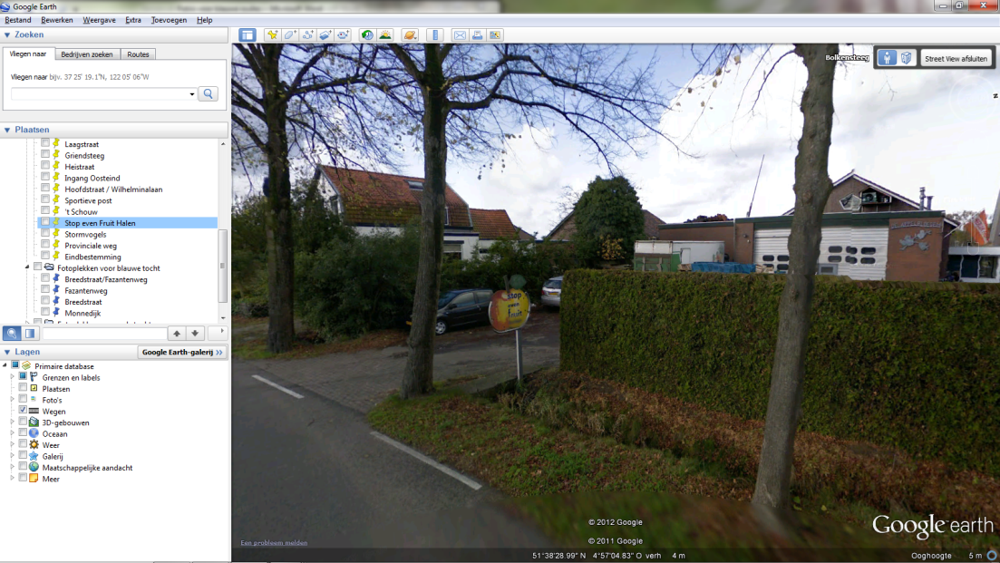 Google Earth
Bestand Bewerken Weergave Extra Toevoegen Help
Zoeken
Vliegen naar Bedrijven zoeken Routes
Vliegen naar bijv. 37 25' 19.1"N, 122 05' 06"W
Plaatsen
Laagstraat
Griendsteeg
Heistraat
Ingang Oosteind
Hoofdstraat / Wilhelminalaan
Sportieve post
't Schouw
Stop even Fruit Halen
Stormvogels
Provinciale weg
Eindbestemming
Fotoplekken voor blauwe tocht
Breedstraat/Fazantenweg
Fazantenweg
Breedstraat
Monnedijk
Lagen
Google Earth-galerij >>
Primaire database
Grenzen en labels
Plaatsen
Foto's
Wegen
3D-gebouwen
Oceaan
Weer
Galerij
Maatschappelijke aandacht
Meer
Bolkensteeg
Street View afsluiten
stop
even
fruit
© 2012 Google
© 2011 Google
Google earth
Een probleem melden
51°38'28.99" N 4°57'04.83" O verh 4 m
Ooghoogte 5 m